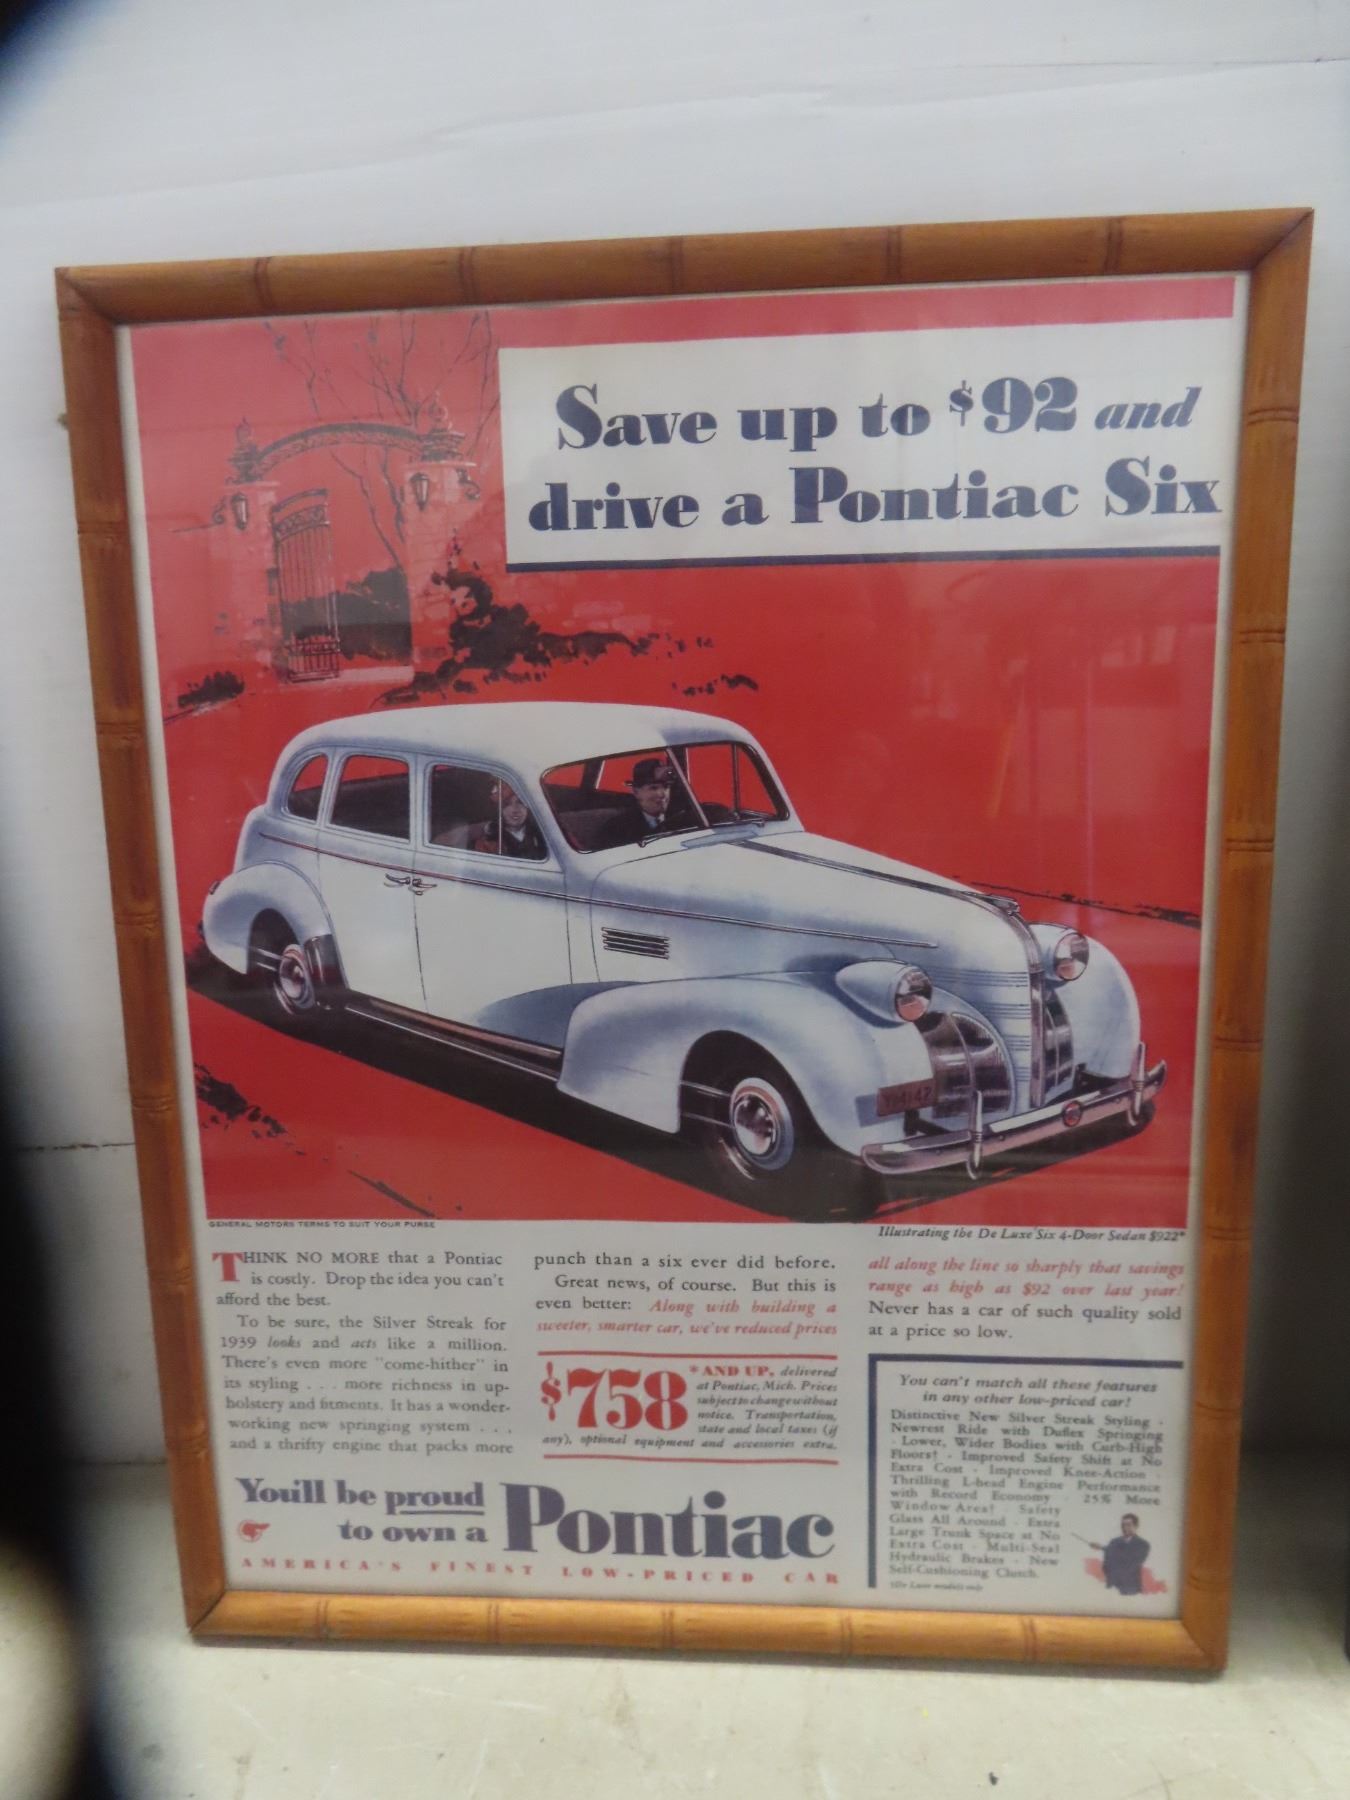 Save up to $92 and
drive a Pontiac Six
GENERAL MOTORS TERMS TO SUIT YOUR PURSE
Illustrating the De Luxe Six 4-Door Sedan $922*
THINK NO MORE that a Pontiac
is costly. Drop the idea you can't
afford the best.
To be sure, the Silver Streak for
1939 looks and acts like a million.
There's even more "come-hither" in
its styling . . . more richness in up-
holstery and fitments. It has a wonder-
working new springing system . . .
and a thrifty engine that packs more
punch than a six ever did before.
Great news, of course. But this is
even better: Along with building a
sweeter, smarter car, we've reduced prices
all along the line so sharply that savings
range as high as $92 over last year!
Never has a car of such quality sold
at a price so low.
$758
*AND UP, delivered
at Pontiac, Mich. Prices
subject to change without
notice. Transportation,
state and local taxes (if
any), optional equipment and accessories extra.
You can't match all these features
in any other low-priced car!
Distinctive New Silver Streak Styling ·
Newest Ride with Duflex Springing
· Lower, Wider Bodies with Curb-High
Floors† · Improved Safety Shift at No
Extra Cost · Improved Knee-Action ·
Thrilling L-head Engine Performance
with Record Economy · 25% More
Window Area† · Safety
Glass All Around · Extra
Large Trunk Space at No
Extra Cost · Multi-Seal
Hydraulic Brakes · New
Self-Cushioning Clutch.
†De Luxe models only
You'll be proud
to own a Pontiac
AMERICA'S FINEST LOW-PRICED CAR